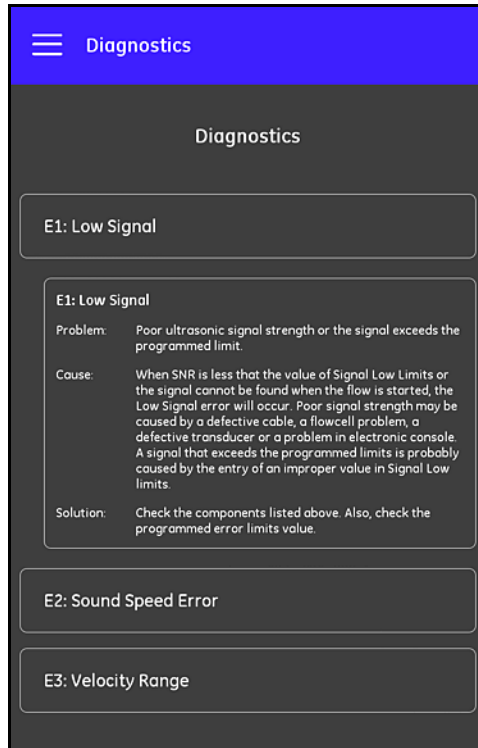 Diagnostics
Diagnostics
E1: Low Signal
E1: Low Signal
Problem: Poor ultrasonic signal strength or the signal exceeds the
programmed limit.
Cause: When SNR is less that the value of Signal Low Limits or
the signal cannot be found when the flow is started, the
Low Signal error will occur. Poor signal strength may be
caused by a defective cable, a flowcell problem, a
defective transducer or a problem in electronic console.
A signal that exceeds the programmed limits is probably
caused by the entry of an improper value in Signal Low
limits.
Solution: Check the components listed above. Also, check the
programmed error limits value.
E2: Sound Speed Error
E3: Velocity Range